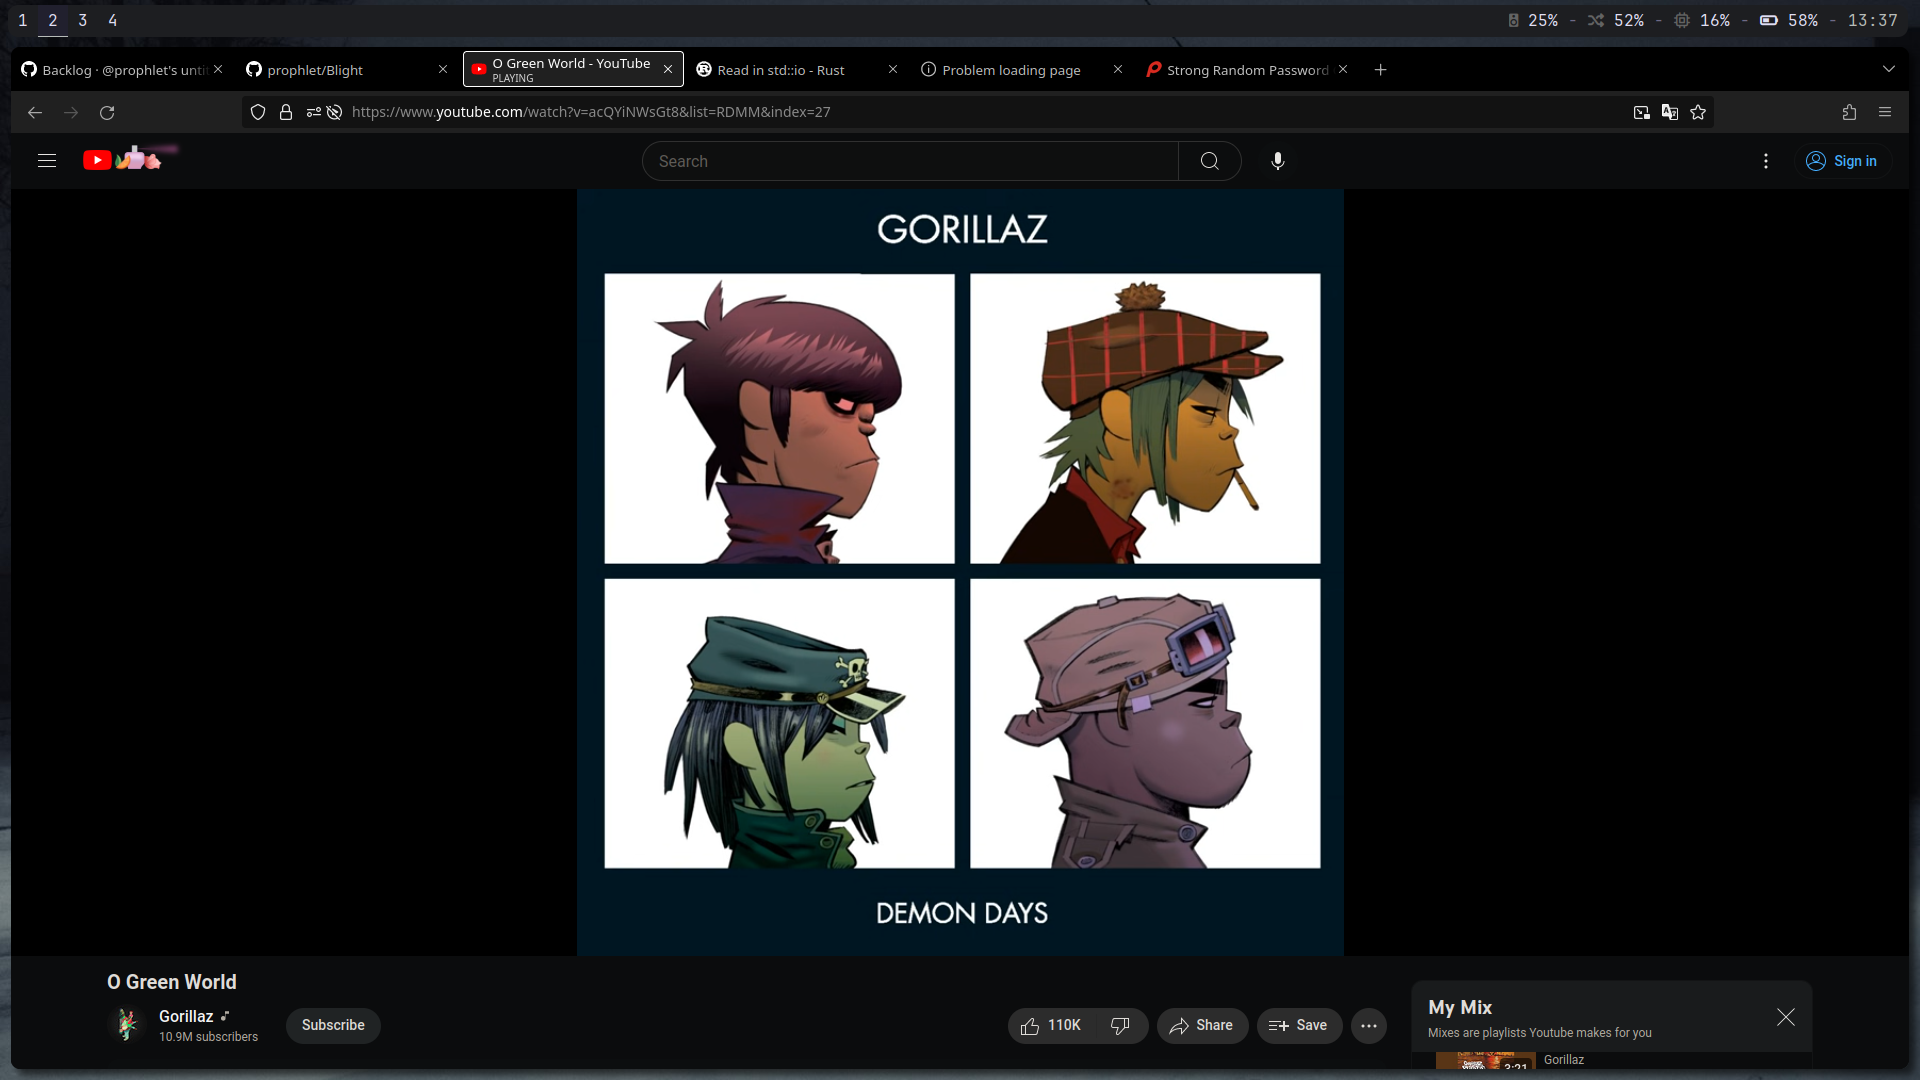 1 2 3 4
25% - 52% - 16% - 58% - 13:37
Backlog · @prophlet's unti
prophlet/Blight
O Green World - YouTube
PLAYING
Read in std::io - Rust
Problem loading page
Strong Random Password
https://www.youtube.com/watch?v=acQYiNWsGt8&list=RDMM&index=27
Search
Sign in
GORILLAZ
DEMON DAYS
O Green World
Gorillaz
10.9M subscribers
Subscribe
110K
Share
Save
My Mix
Mixes are playlists Youtube makes for you
Gorillaz
3:21